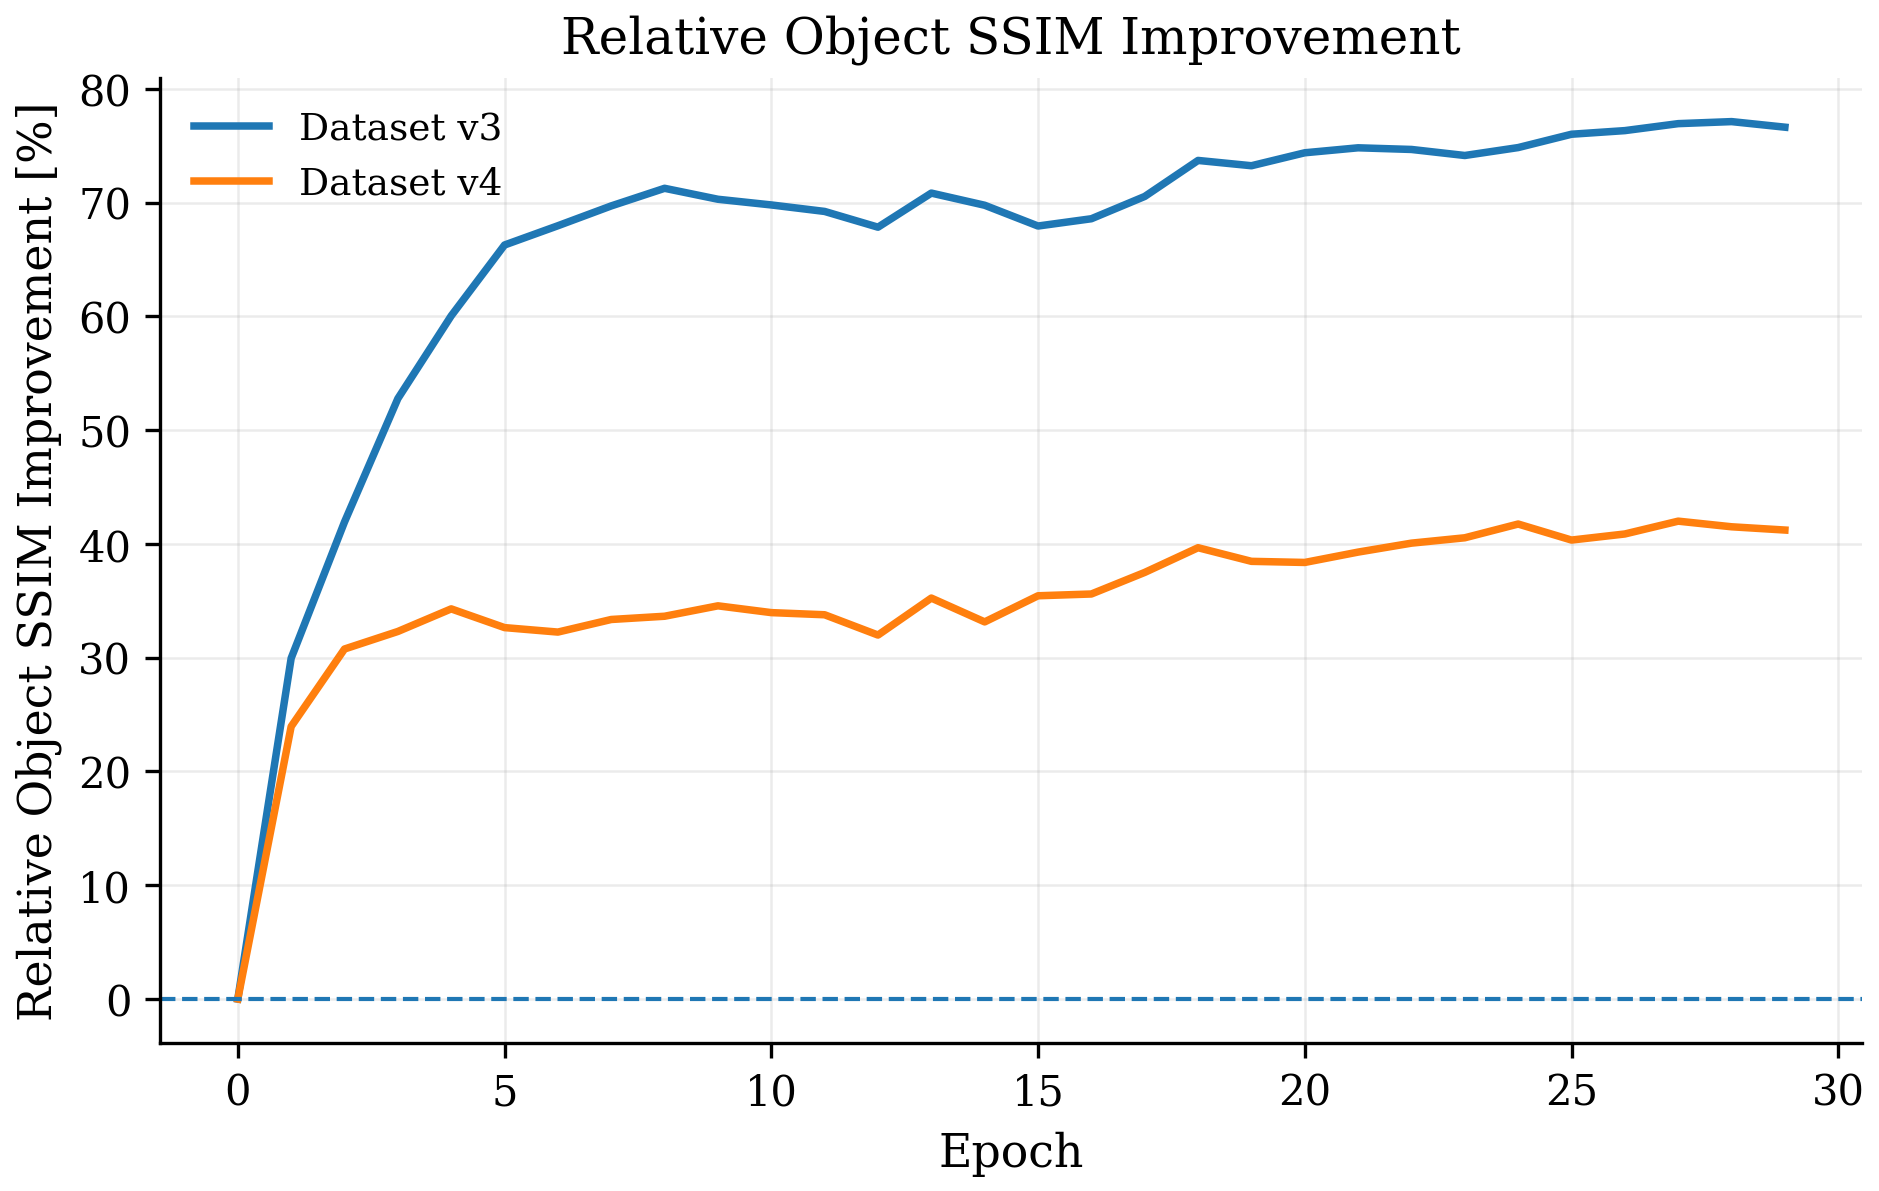 Relative Object SSIM Improvement
Relative Object SSIM Improvement [%]
80
70
60
50
40
30
20
10
0
Dataset v3
Dataset v4
0 5 10 15 20 25 30
Epoch